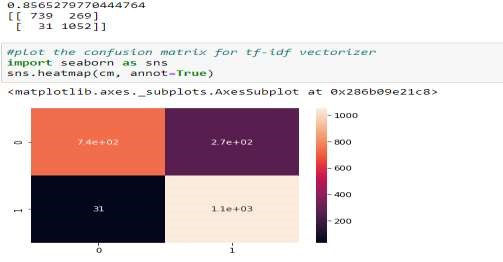 0.8565279770444764
[[ 739  269]
 [  31 1052]]
#plot the confusion matrix for tf-idf vectorizer
import seaborn as sns
sns.heatmap(cm, annot=True)
<matplotlib.axes._subplots.AxesSubplot at 0x286b09e21c8>
0 7.4e+02 2.7e+02
1 31 1.1e+03
0 1
1000
800
600
400
200